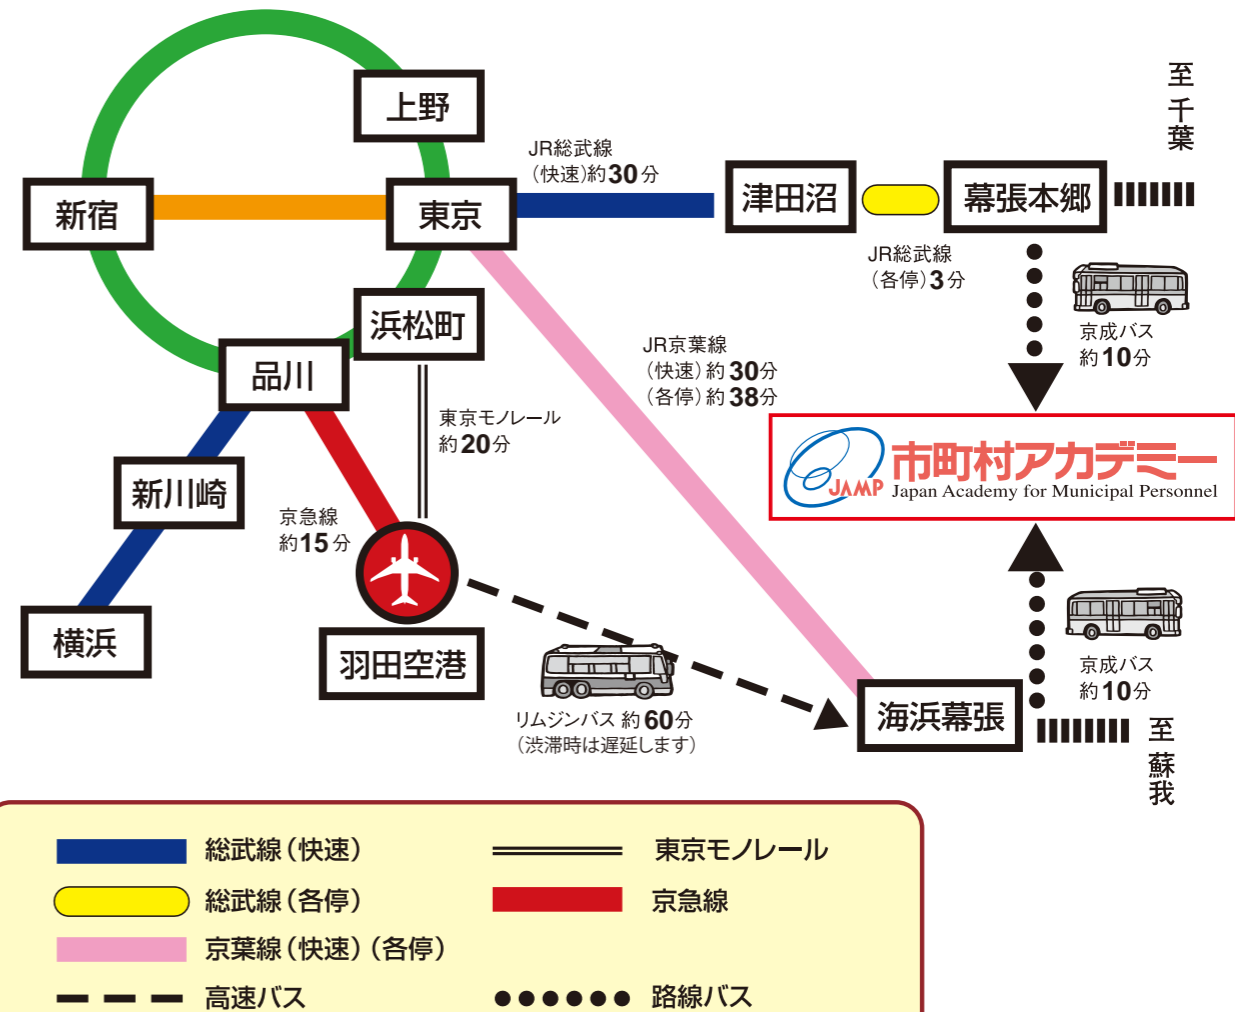 上野
至千葉
JR総武線
(快速)約30分
新宿
東京
津田沼
幕張本郷
JR総武線
(各停)3分
浜松町
京成バス
約10分
品川
JR京葉線
(快速)約30分
(各停)約38分
東京モノレール
約20分
市町村アカデミー
JAMP
Japan Academy for Municipal Personnel
新川崎
京急線
約15分
横浜
羽田空港
京成バス
約10分
リムジンバス 約60分
(渋滞時は遅延します)
海浜幕張
至蘇我
総武線(快速)
東京モノレール
総武線(各停)
京急線
京葉線(快速)(各停)
高速バス
路線バス